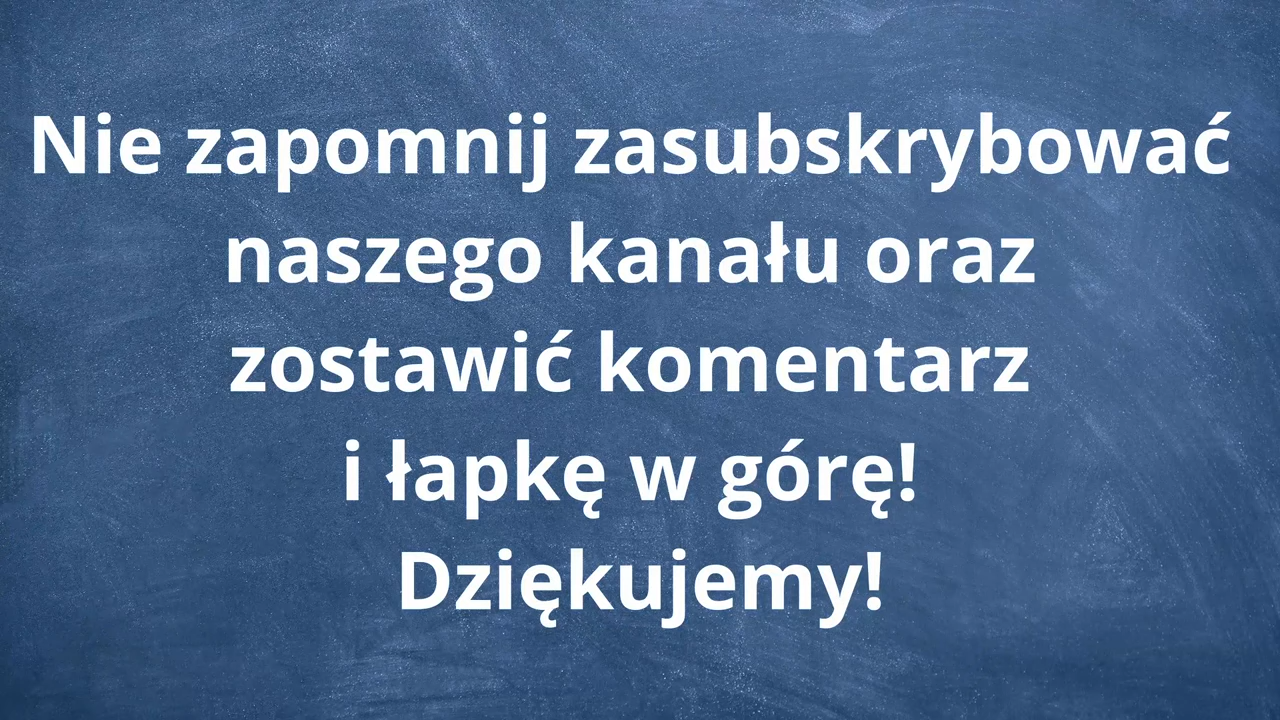 Nie zapomnij zasubskrybować
naszego kanału oraz
zostawić komentarz
i łapkę w górę!
Dziękujemy!